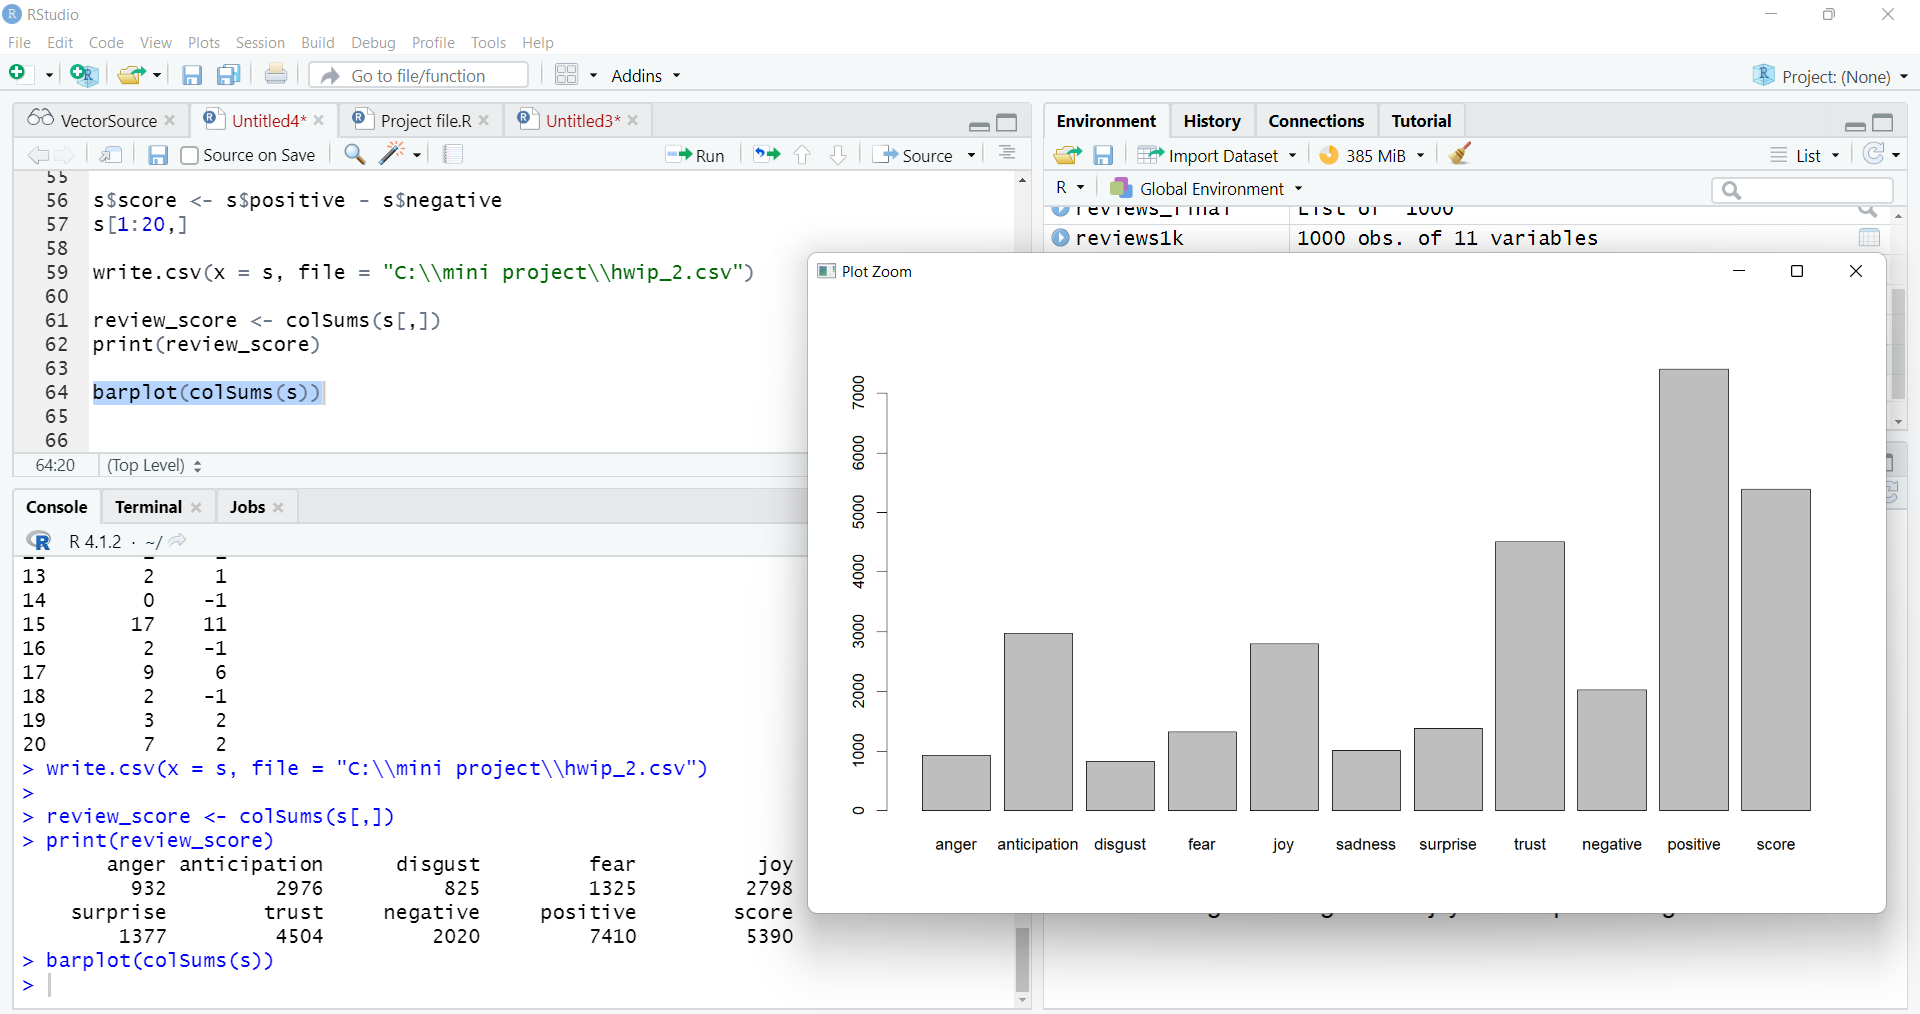 RStudio
File Edit Code View Plots Session Build Debug Profile Tools Help
Go to file/function Addins Project: (None)
VectorSource Untitled4* Project file.R Untitled3*
Source on Save Run Source
55
56 s$score <- s$positive - s$negative
57 s[1:20,]
58
59 write.csv(x = s, file = "C:\\mini project\\hwip_2.csv")
60
61 review_score <- colSums(s[,])
62 print(review_score)
63
64 barplot(colSums(s))
65
66
64:20 (Top Level)
Console Terminal Jobs
R 4.1.2 · ~/
13 2 1
14 0 -1
15 17 11
16 2 -1
17 9 6
18 2 -1
19 3 2
20 7 2
> write.csv(x = s, file = "C:\\mini project\\hwip_2.csv")
>
> review_score <- colSums(s[,])
> print(review_score)
anger anticipation disgust fear joy
932 2976 825 1325 2798
surprise trust negative positive score
1377 4504 2020 7410 5390
> barplot(colSums(s))
>
Environment History Connections Tutorial
Import Dataset 385 MiB List
R Global Environment
reviews_final List of 1000
reviews1k 1000 obs. of 11 variables
Plot Zoom
7000
6000
5000
4000
3000
2000
1000
0
anger anticipation disgust fear joy sadness surprise trust negative positive score